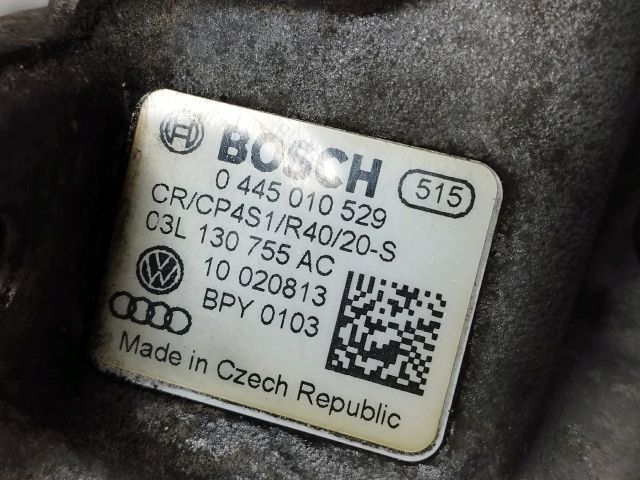 BOSCH
0 445 010 529
515
CR/CP4S1/R40/20-S
03L 130 755 AC
10 020813
BPY 0103
Made in Czech Republic